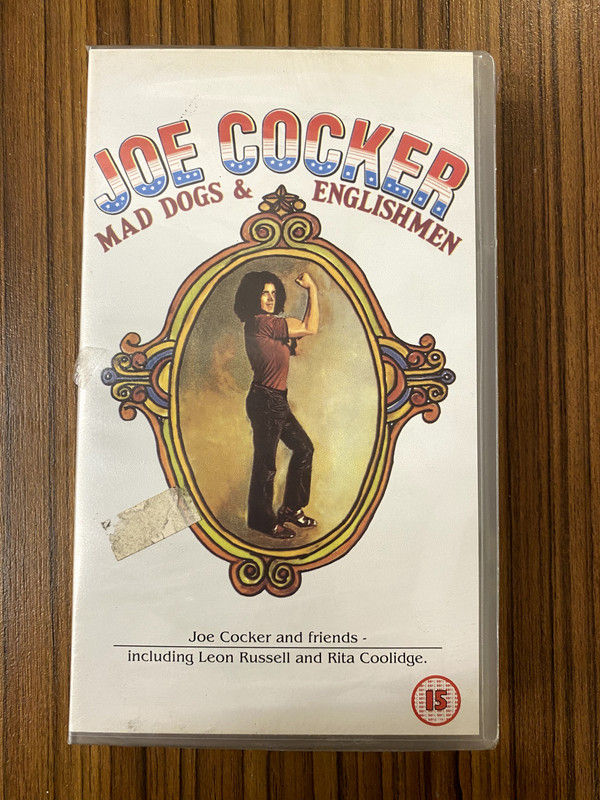 JOE COCKER
MAD DOGS & ENGLISHMEN
Joe Cocker and friends -
including Leon Russell and Rita Coolidge.
15